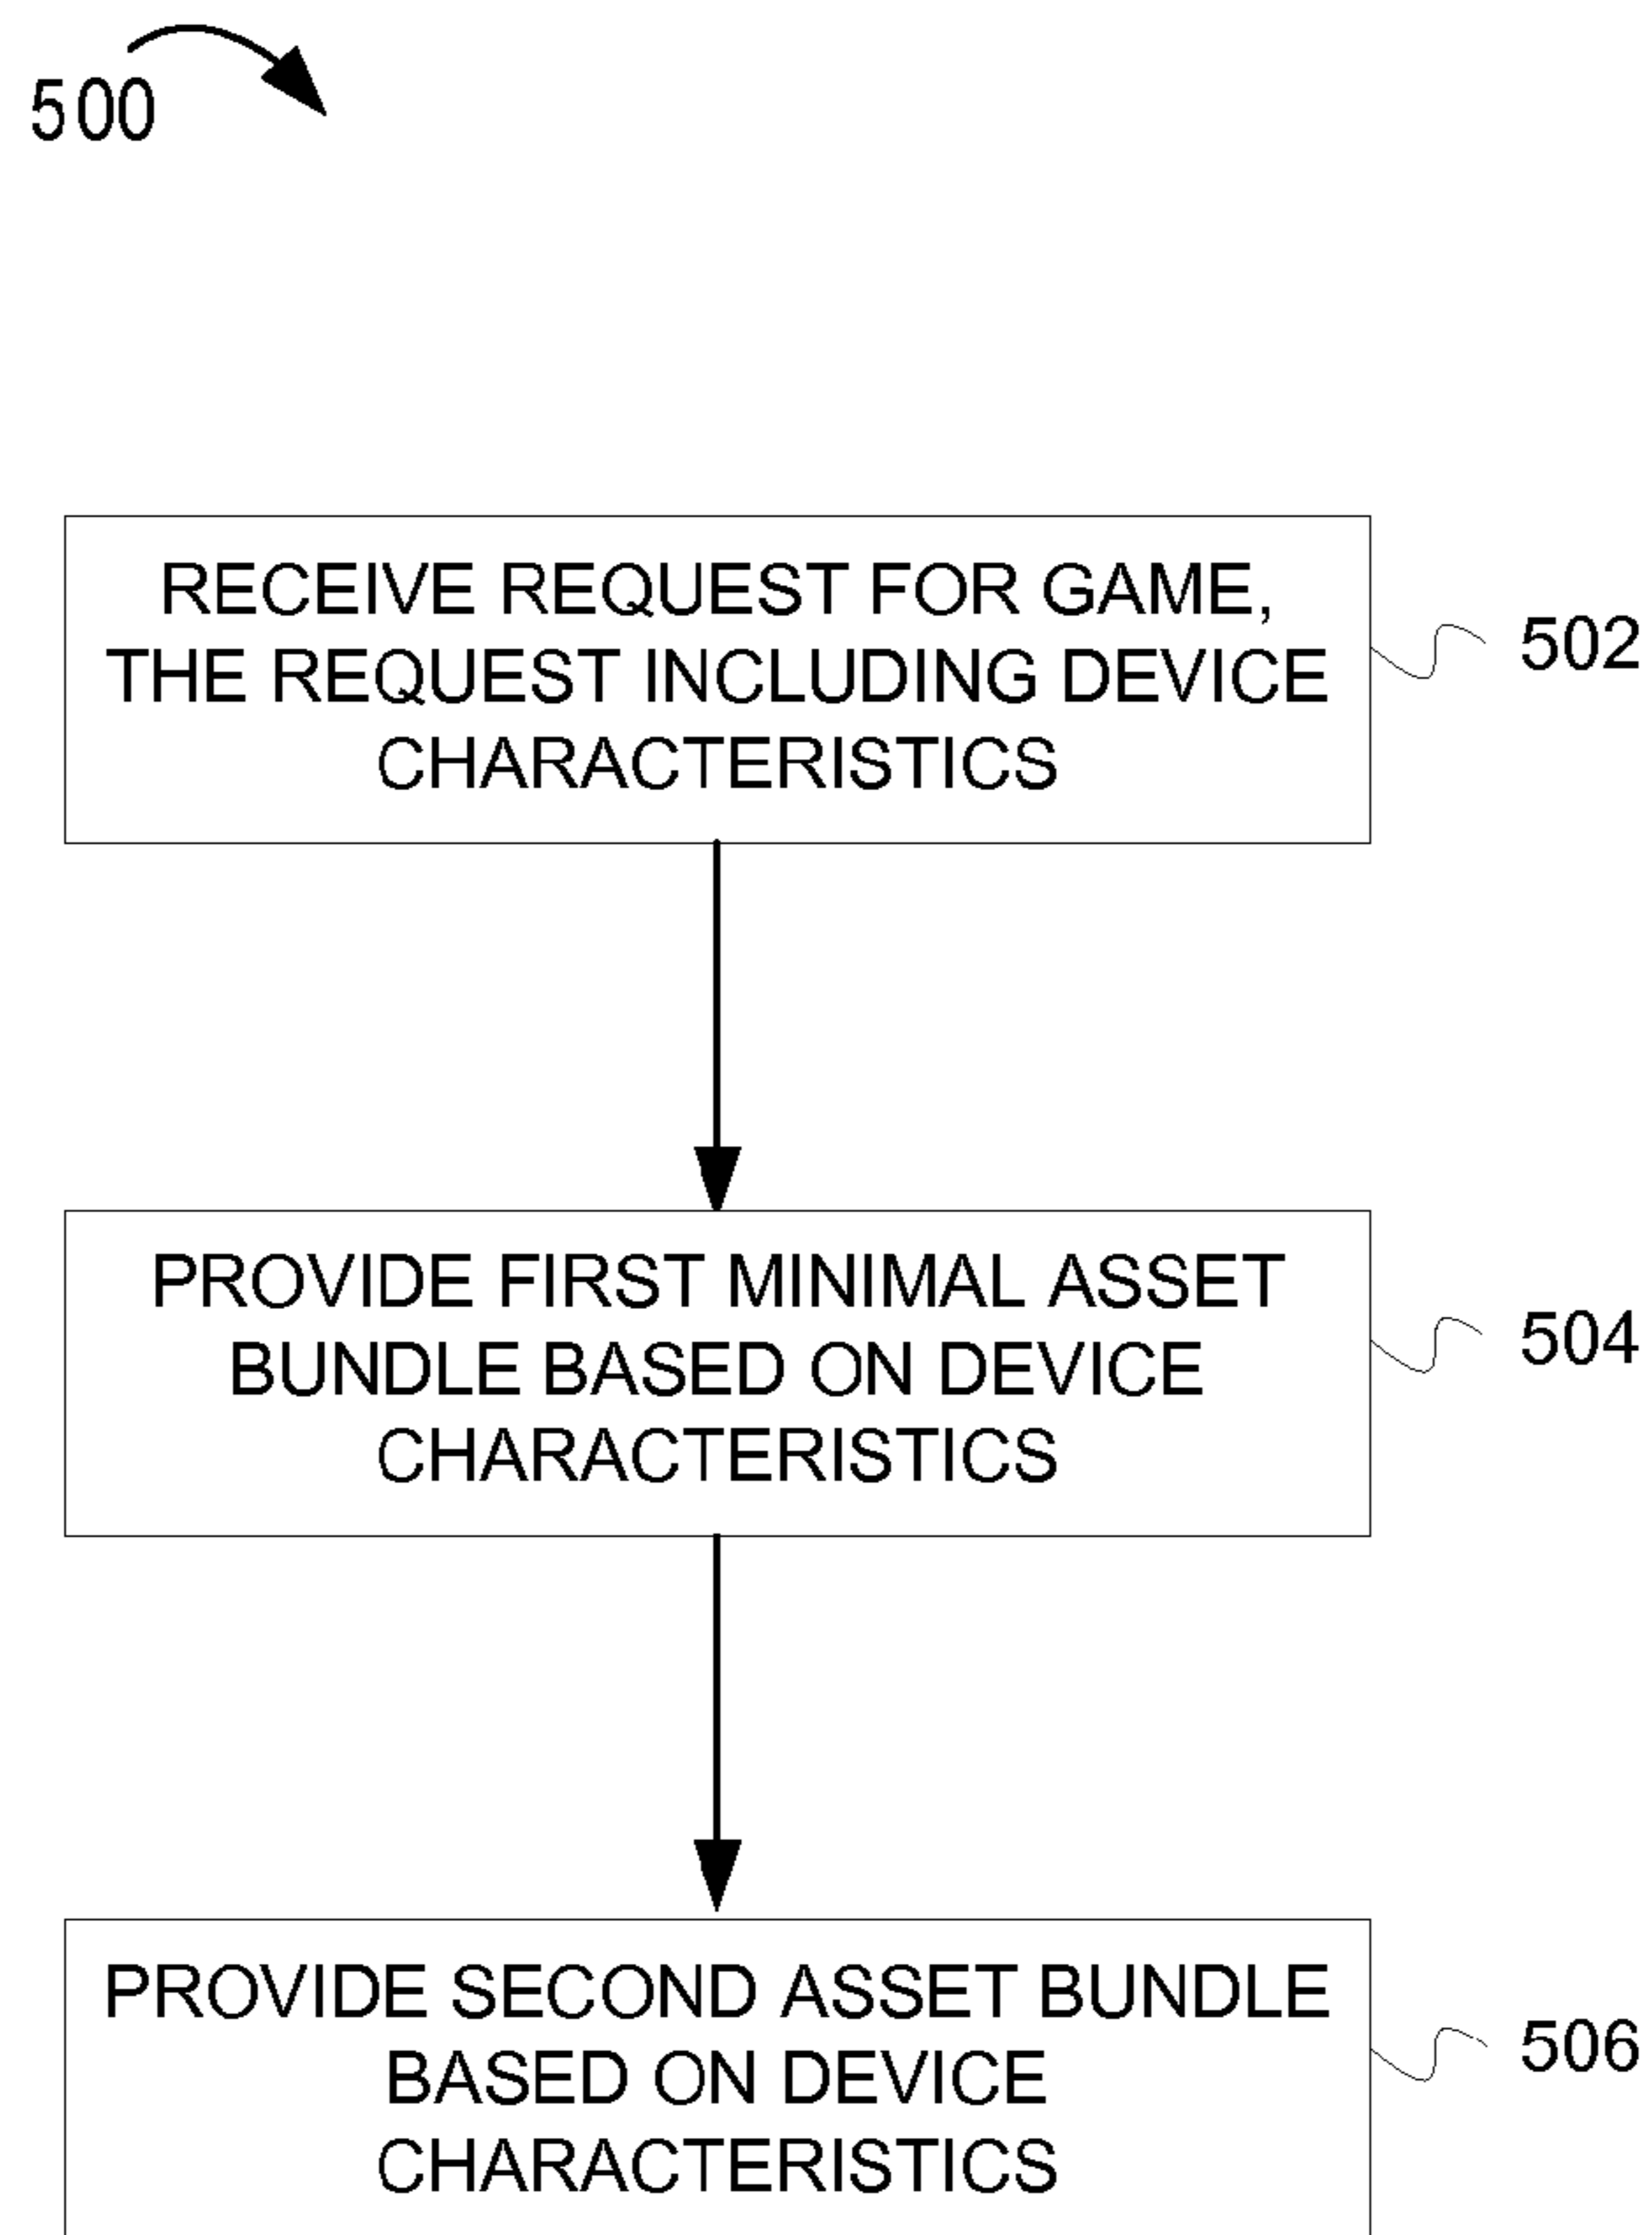 500
RECEIVE REQUEST FOR GAME,
THE REQUEST INCLUDING DEVICE
CHARACTERISTICS
502
PROVIDE FIRST MINIMAL ASSET
BUNDLE BASED ON DEVICE
CHARACTERISTICS
504
PROVIDE SECOND ASSET BUNDLE
BASED ON DEVICE
CHARACTERISTICS
506